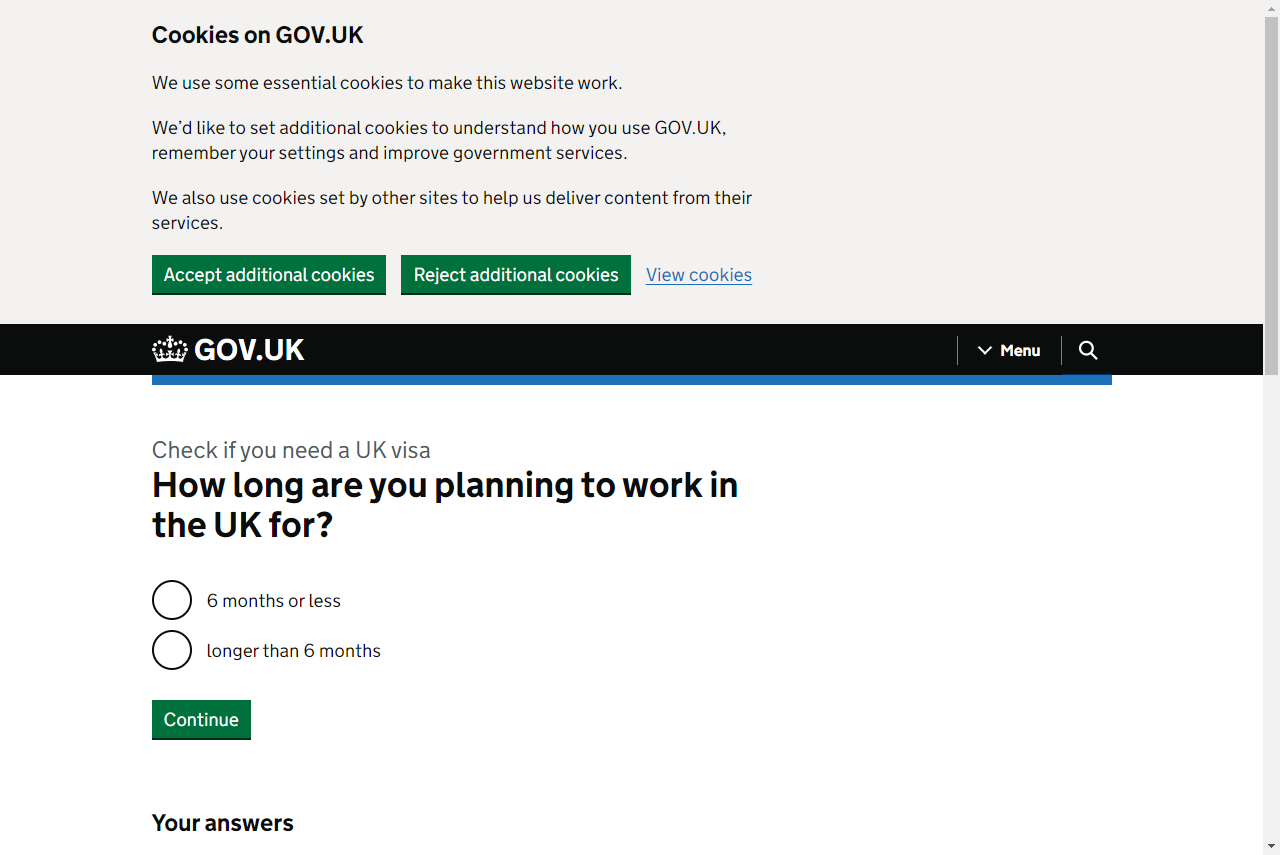 Cookies on GOV.UK
We use some essential cookies to make this website work.
We’d like to set additional cookies to understand how you use GOV.UK,
remember your settings and improve government services.
We also use cookies set by other sites to help us deliver content from their
services.
Accept additional cookies
Reject additional cookies
View cookies
GOV.UK
Menu
Check if you need a UK visa
How long are you planning to work in
the UK for?
6 months or less
longer than 6 months
Continue
Your answers